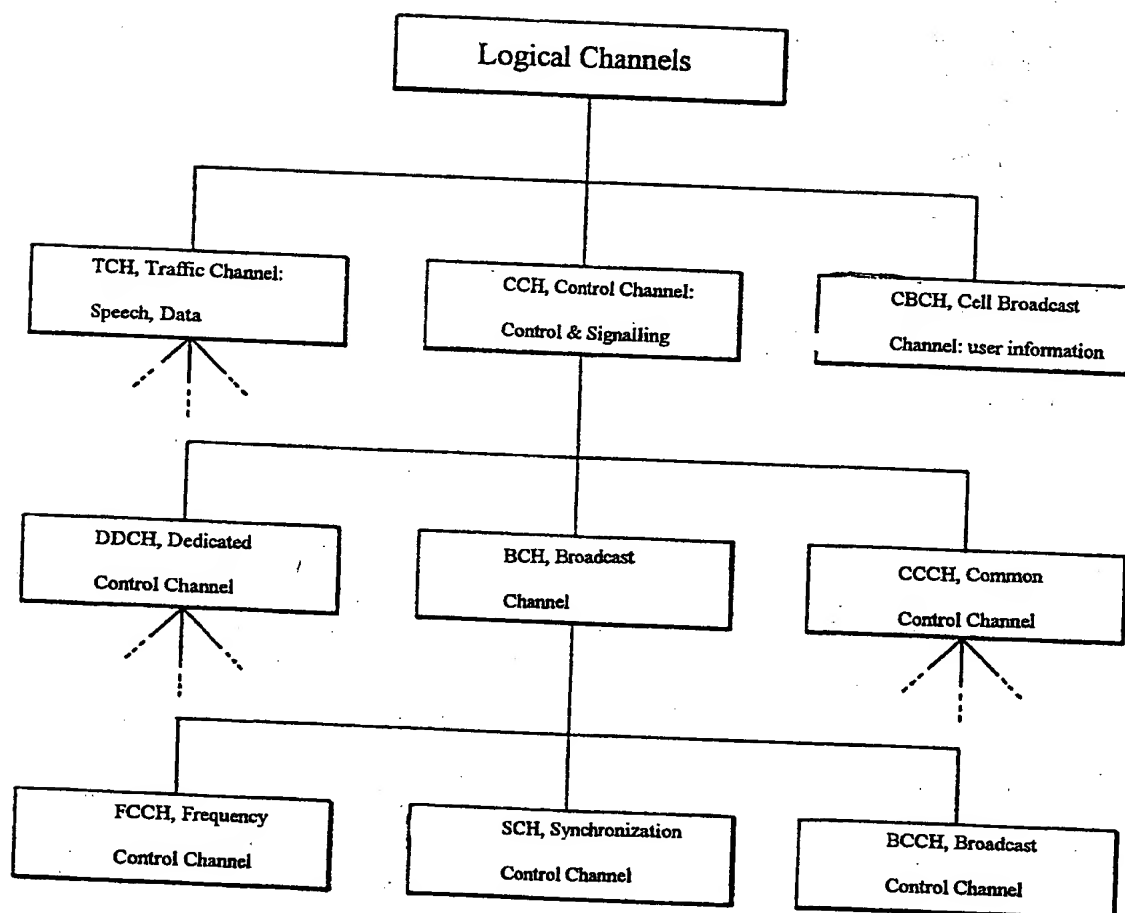 Logical Channels
TCH, Traffic Channel:
Speech, Data
CCH, Control Channel:
Control & Signalling
CBCH, Cell Broadcast
Channel: user information
DDCH, Dedicated
Control Channel
BCH, Broadcast
Channel
CCCH, Common
Control Channel
FCCH, Frequency
Control Channel
SCH, Synchronization
Control Channel
BCCH, Broadcast
Control Channel